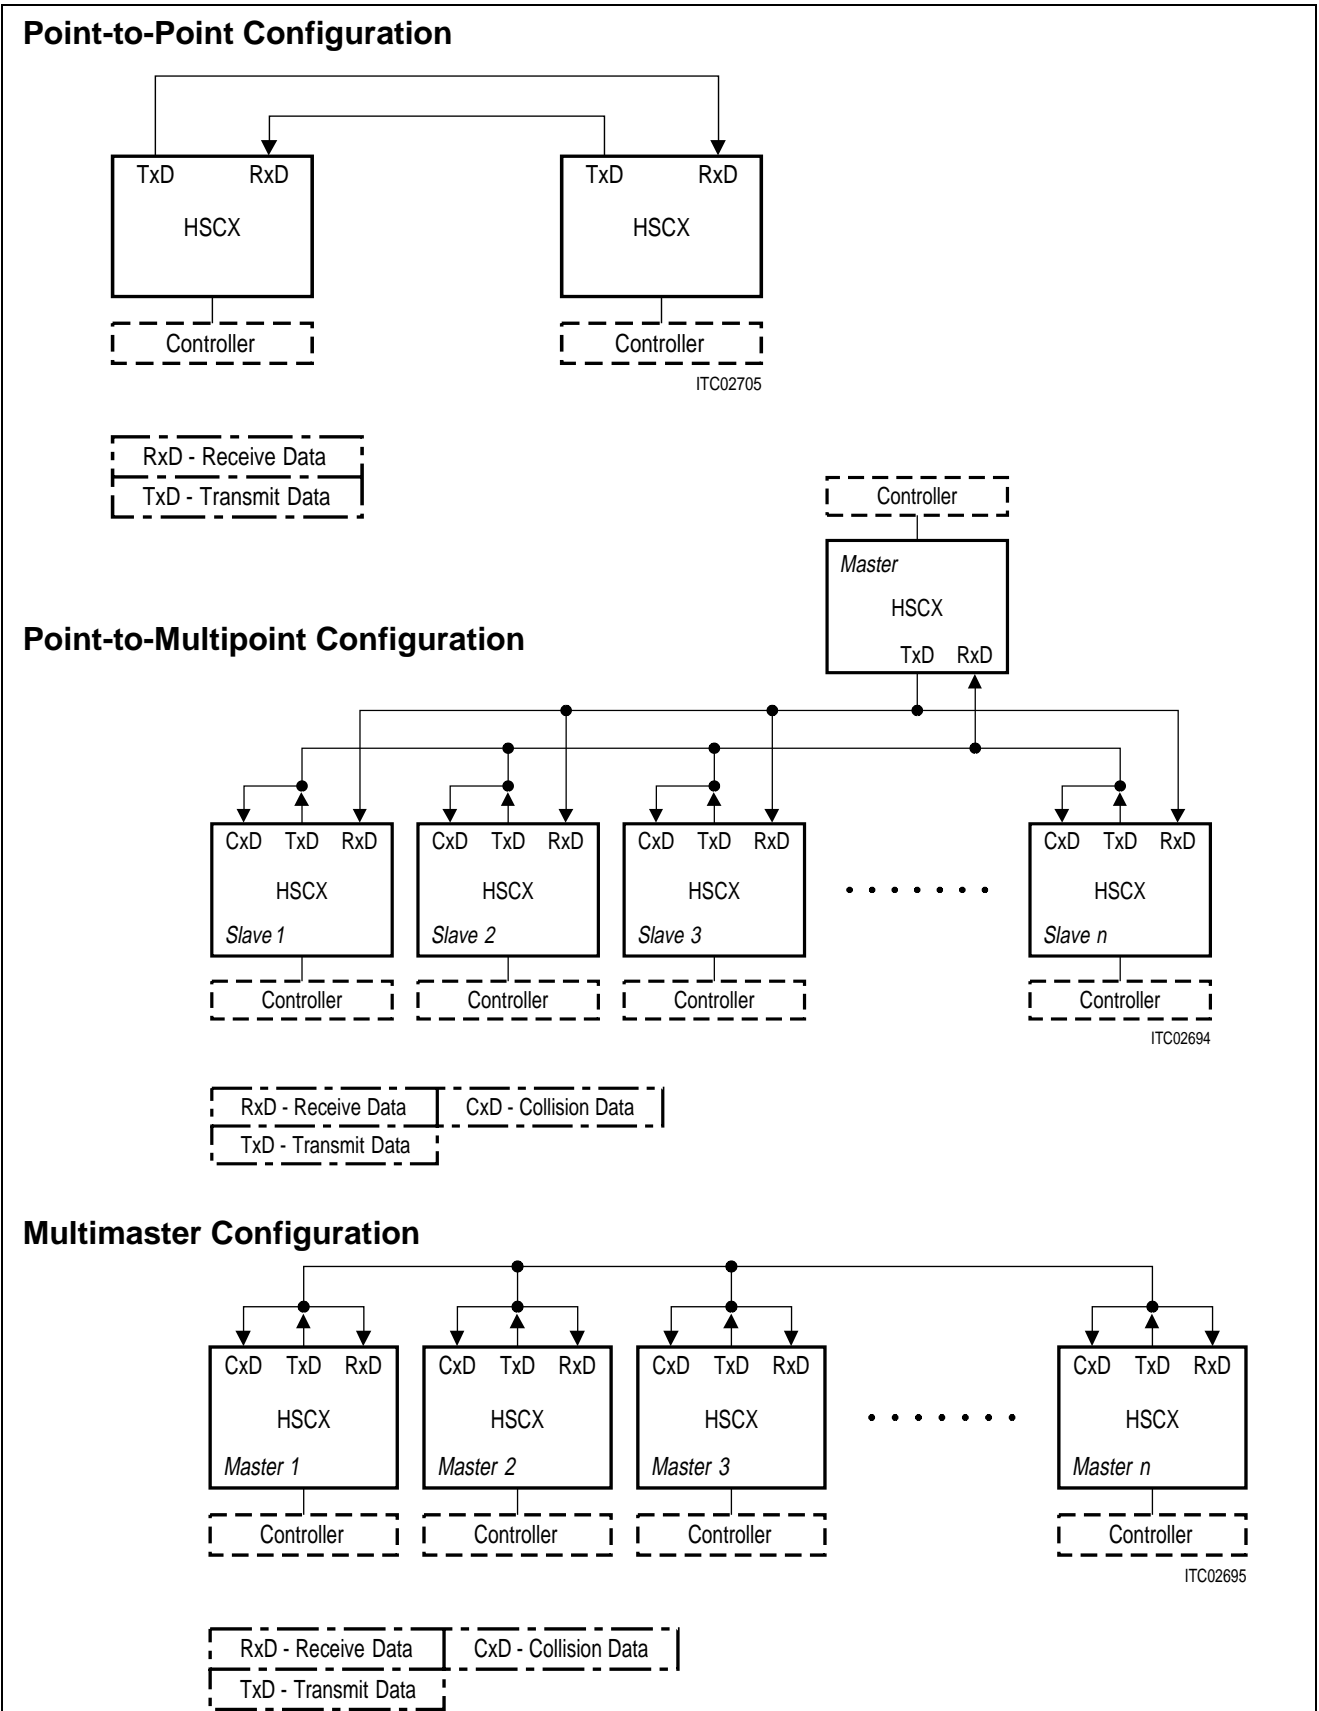 Point-to-Point Configuration
TxD RxD TxD RxD
HSCX HSCX
Controller Controller
ITC02705
RxD - Receive Data
TxD - Transmit Data
Controller
Master
HSCX
Point-to-Multipoint Configuration
TxD RxD
CxD TxD RxD CxD TxD RxD CxD TxD RxD CxD TxD RxD
HSCX HSCX HSCX HSCX
Slave 1 Slave 2 Slave 3 Slave n
Controller Controller Controller Controller
ITC02694
RxD - Receive Data CxD - Collision Data
TxD - Transmit Data
Multimaster Configuration
CxD TxD RxD CxD TxD RxD CxD TxD RxD CxD TxD RxD
HSCX HSCX HSCX HSCX
Master 1 Master 2 Master 3 Master n
Controller Controller Controller Controller
ITC02695
RxD - Receive Data CxD - Collision Data
TxD - Transmit Data